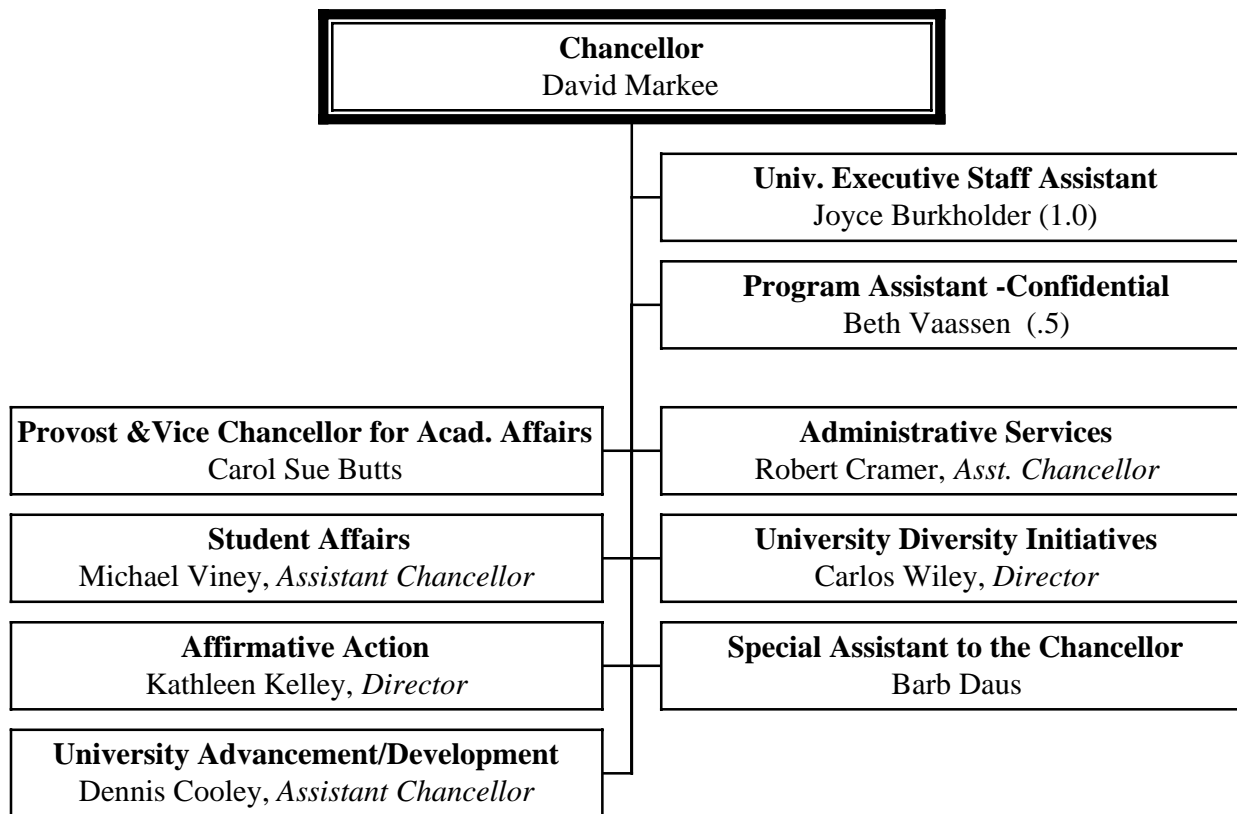 Chancellor
David Markee
Univ. Executive Staff Assistant
Joyce Burkholder (1.0)
Program Assistant -Confidential
Beth Vaassen (.5)
Provost &Vice Chancellor for Acad. Affairs
Carol Sue Butts
Administrative Services
Robert Cramer, Asst. Chancellor
Student Affairs
Michael Viney, Assistant Chancellor
University Diversity Initiatives
Carlos Wiley, Director
Affirmative Action
Kathleen Kelley, Director
Special Assistant to the Chancellor
Barb Daus
University Advancement/Development
Dennis Cooley, Assistant Chancellor